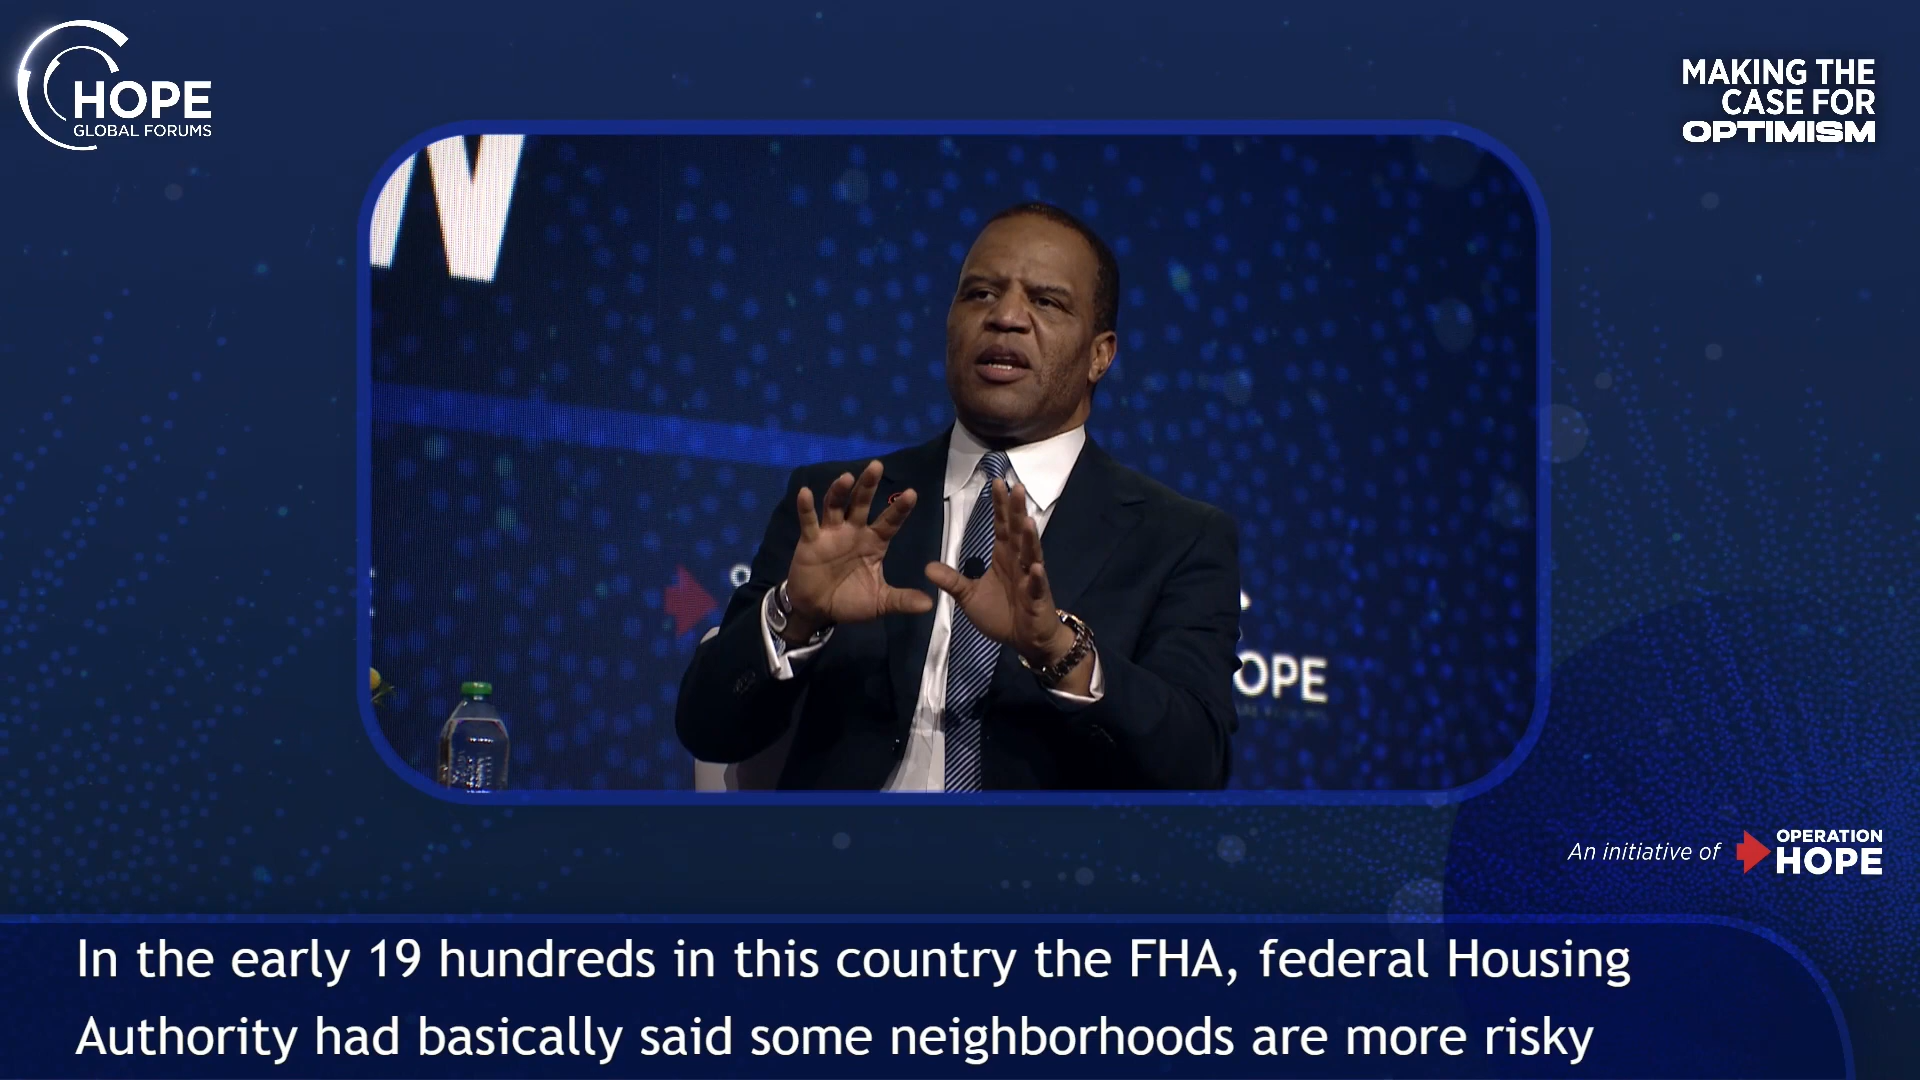 HOPE
GLOBAL FORUMS
MAKING THE
CASE FOR
OPTIMISM
OPE
An initiative of
OPERATION
HOPE
In the early 19 hundreds in this country the FHA, federal Housing
Authority had basically said some neighborhoods are more risky